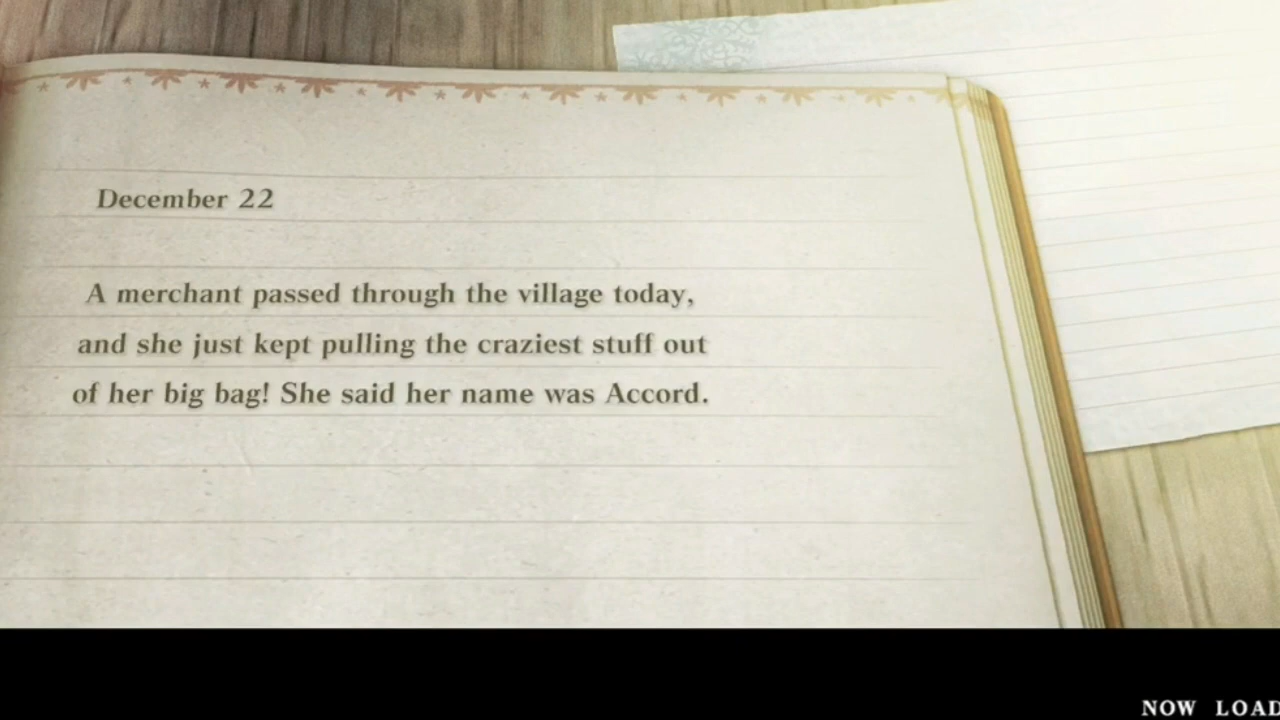 December 22
A merchant passed through the village today,
and she just kept pulling the craziest stuff out
of her big bag! She said her name was Accord.
NOW LOAD